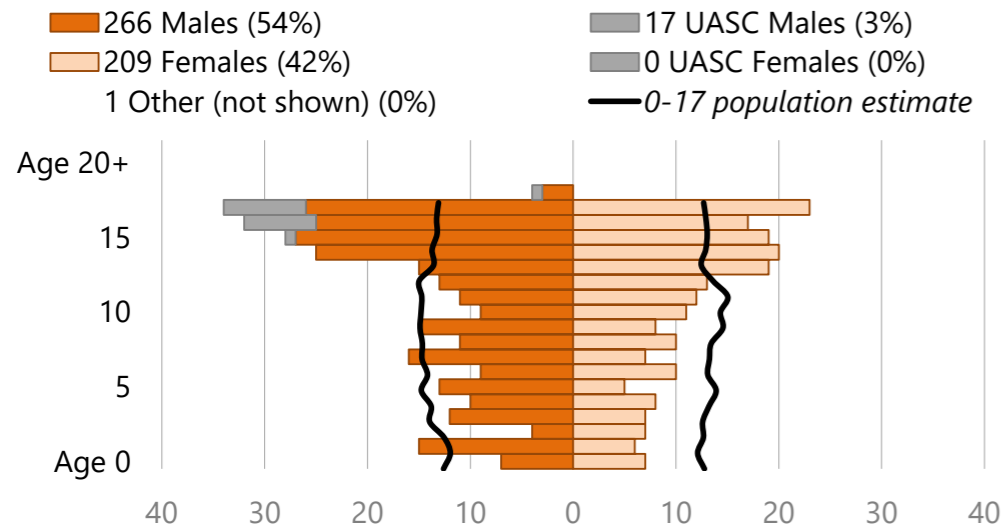 266 Males (54%)
17 UASC Males (3%)
209 Females (42%)
0 UASC Females (0%)
1 Other (not shown) (0%)
0-17 population estimate
Age 20+
15
10
5
Age 0
40 30 20 10 0 10 20 30 40